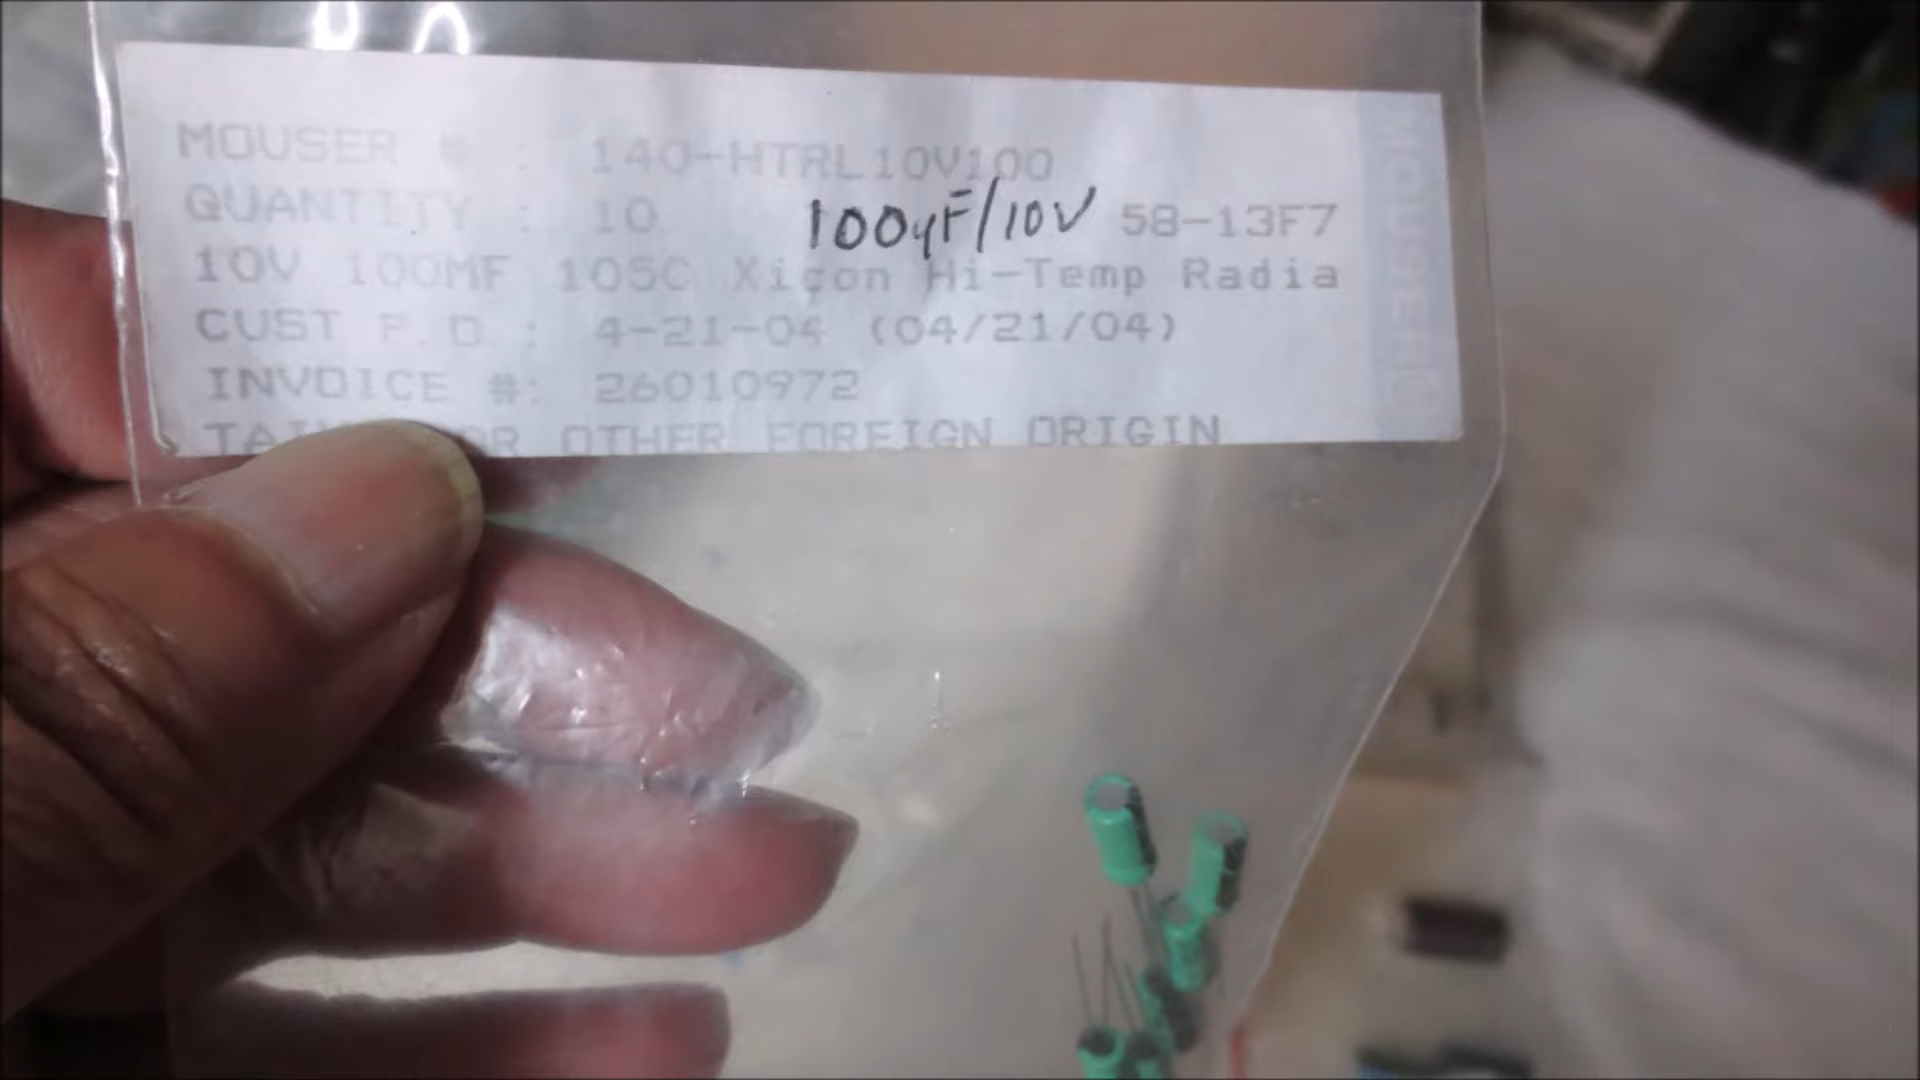 MOUSER # : 140-HTRL10V100
QUANTITY : 10 100uF/10V 58-13F7
10V 100MF 105C Xicon Hi-Temp Radia
CUST P.O : 4-21-04 (04/21/04)
INVOICE #: 26010972
OR OTHER FOREIGN ORIGIN
MOUSER